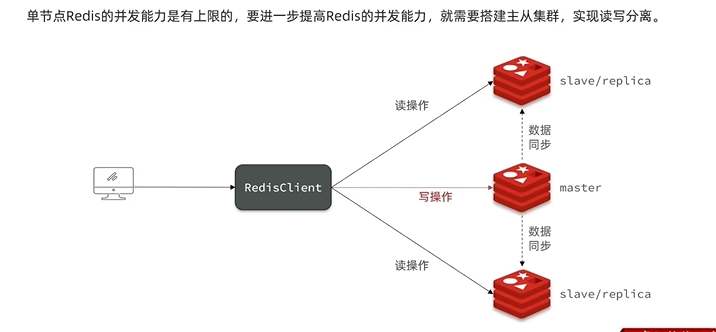 单节点Redis的并发能力是有上限的，要进一步提高Redis的并发能力，就需要搭建主从集群，实现读写分离。
slave/replica
读操作
数据
同步
RedisClient
写操作
master
数据
同步
读操作
slave/replica